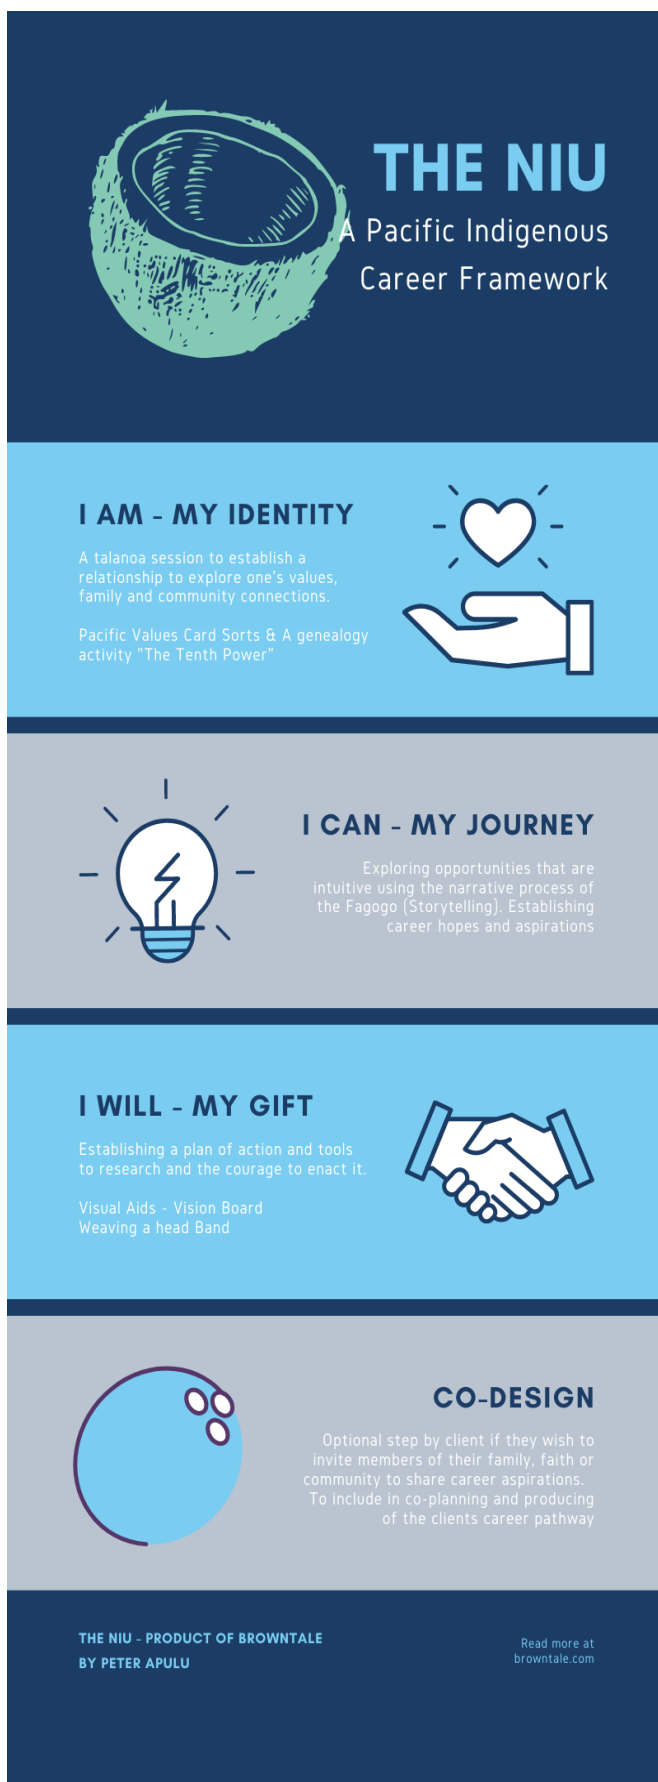 THE NIU
A Pacific Indigenous
Career Framework
I AM - MY IDENTITY
A talanoa session to establish a
relationship to explore one's values,
family and community connections.
Pacific Values Card Sorts & A genealogy
activity "The Tenth Power"
I CAN - MY JOURNEY
Exploring opportunities that are
intuitive using the narrative process of
the Fagogo (Storytelling). Establishing
career hopes and aspirations
I WILL - MY GIFT
Establishing a plan of action and tools
to research and the courage to enact it.
Visual Aids - Vision Board
Weaving a head Band
CO-DESIGN
Optional step by client if they wish to
invite members of their family, faith or
community to share career aspirations.
To include in co-planning and producing
of the clients career pathway
THE NIU - PRODUCT OF BROWNTALE
BY PETER APULU
Read more at
browntale.com